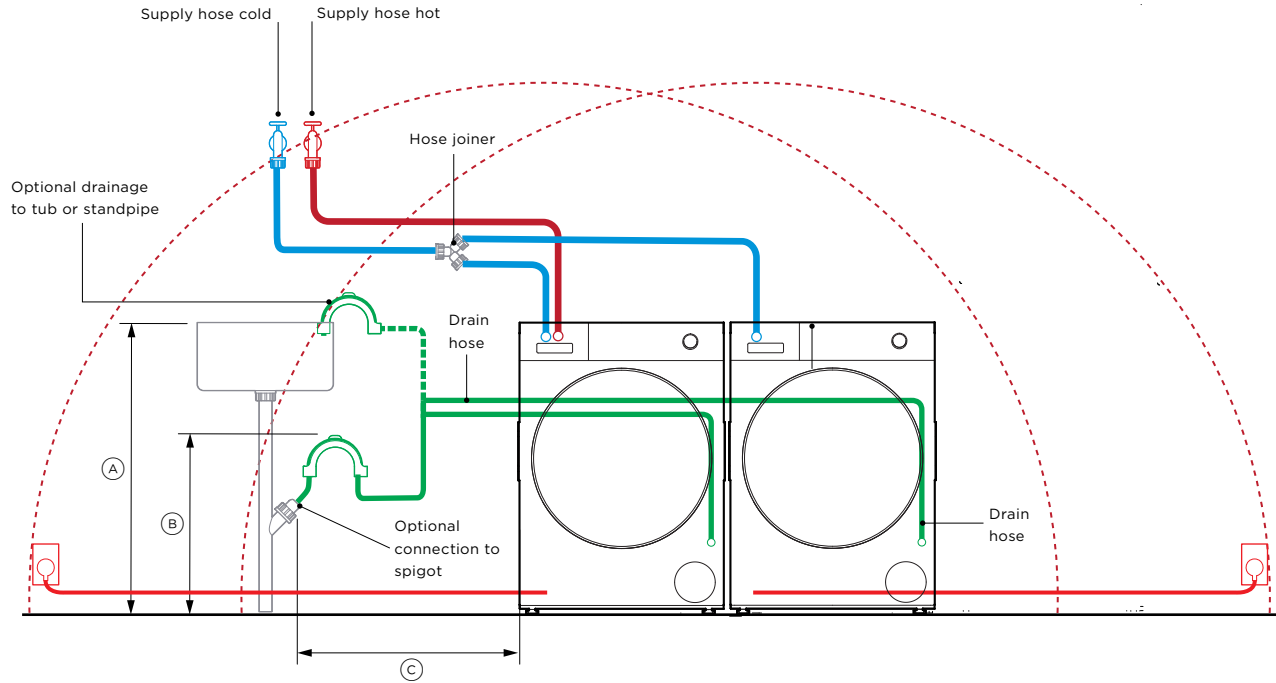 Supply hose cold
Supply hose hot
Hose joiner
Optional drainage
to tub or standpipe
Drain
hose
A
B
Optional
connection to
spigot
Drain
hose
C